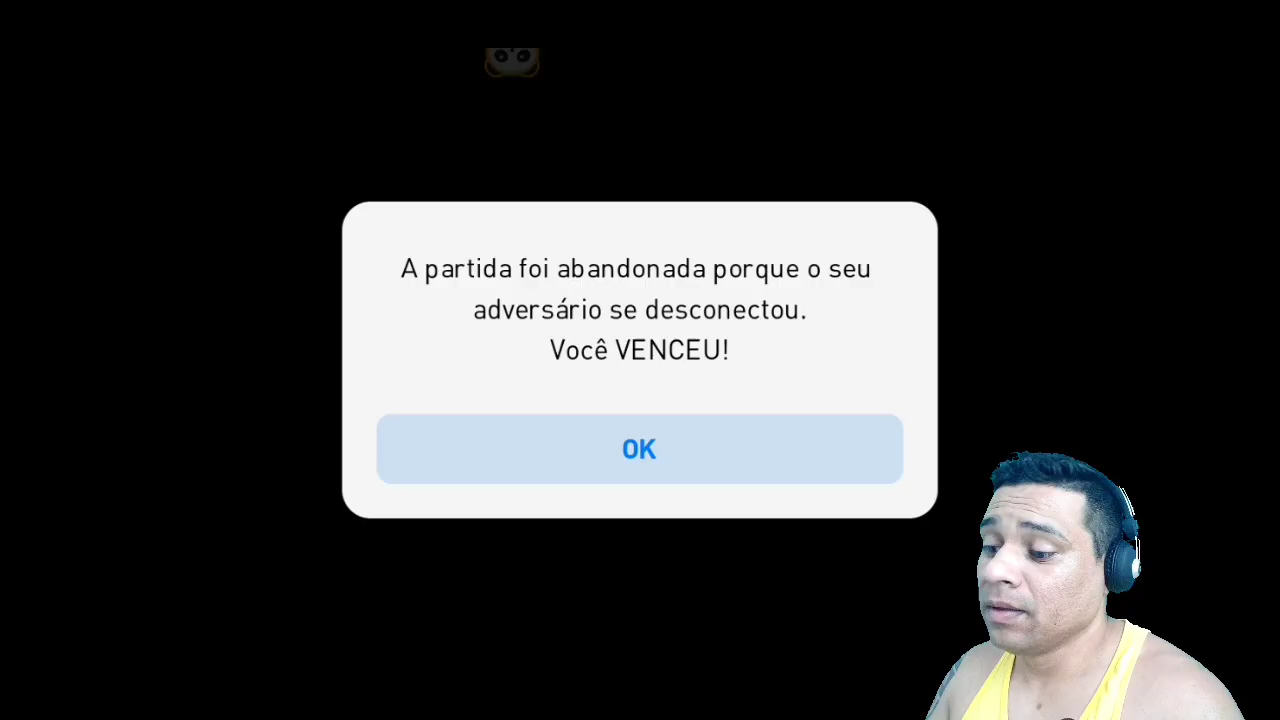 A partida foi abandonada porque o seu
adversário se desconectou.
Você VENCEU!
OK